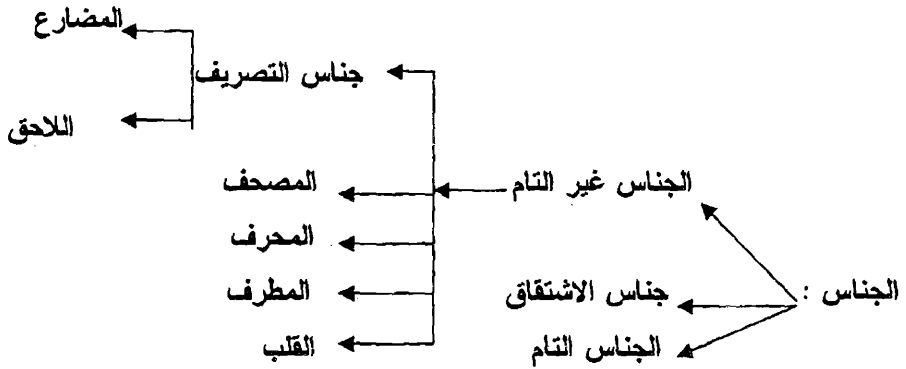 الجناس :
الجناس غير التام
جناس التصريف
المضارع
اللاحق
المصحف
المحرف
المطرف
القلب
جناس الاشتقاق
الجناس التام